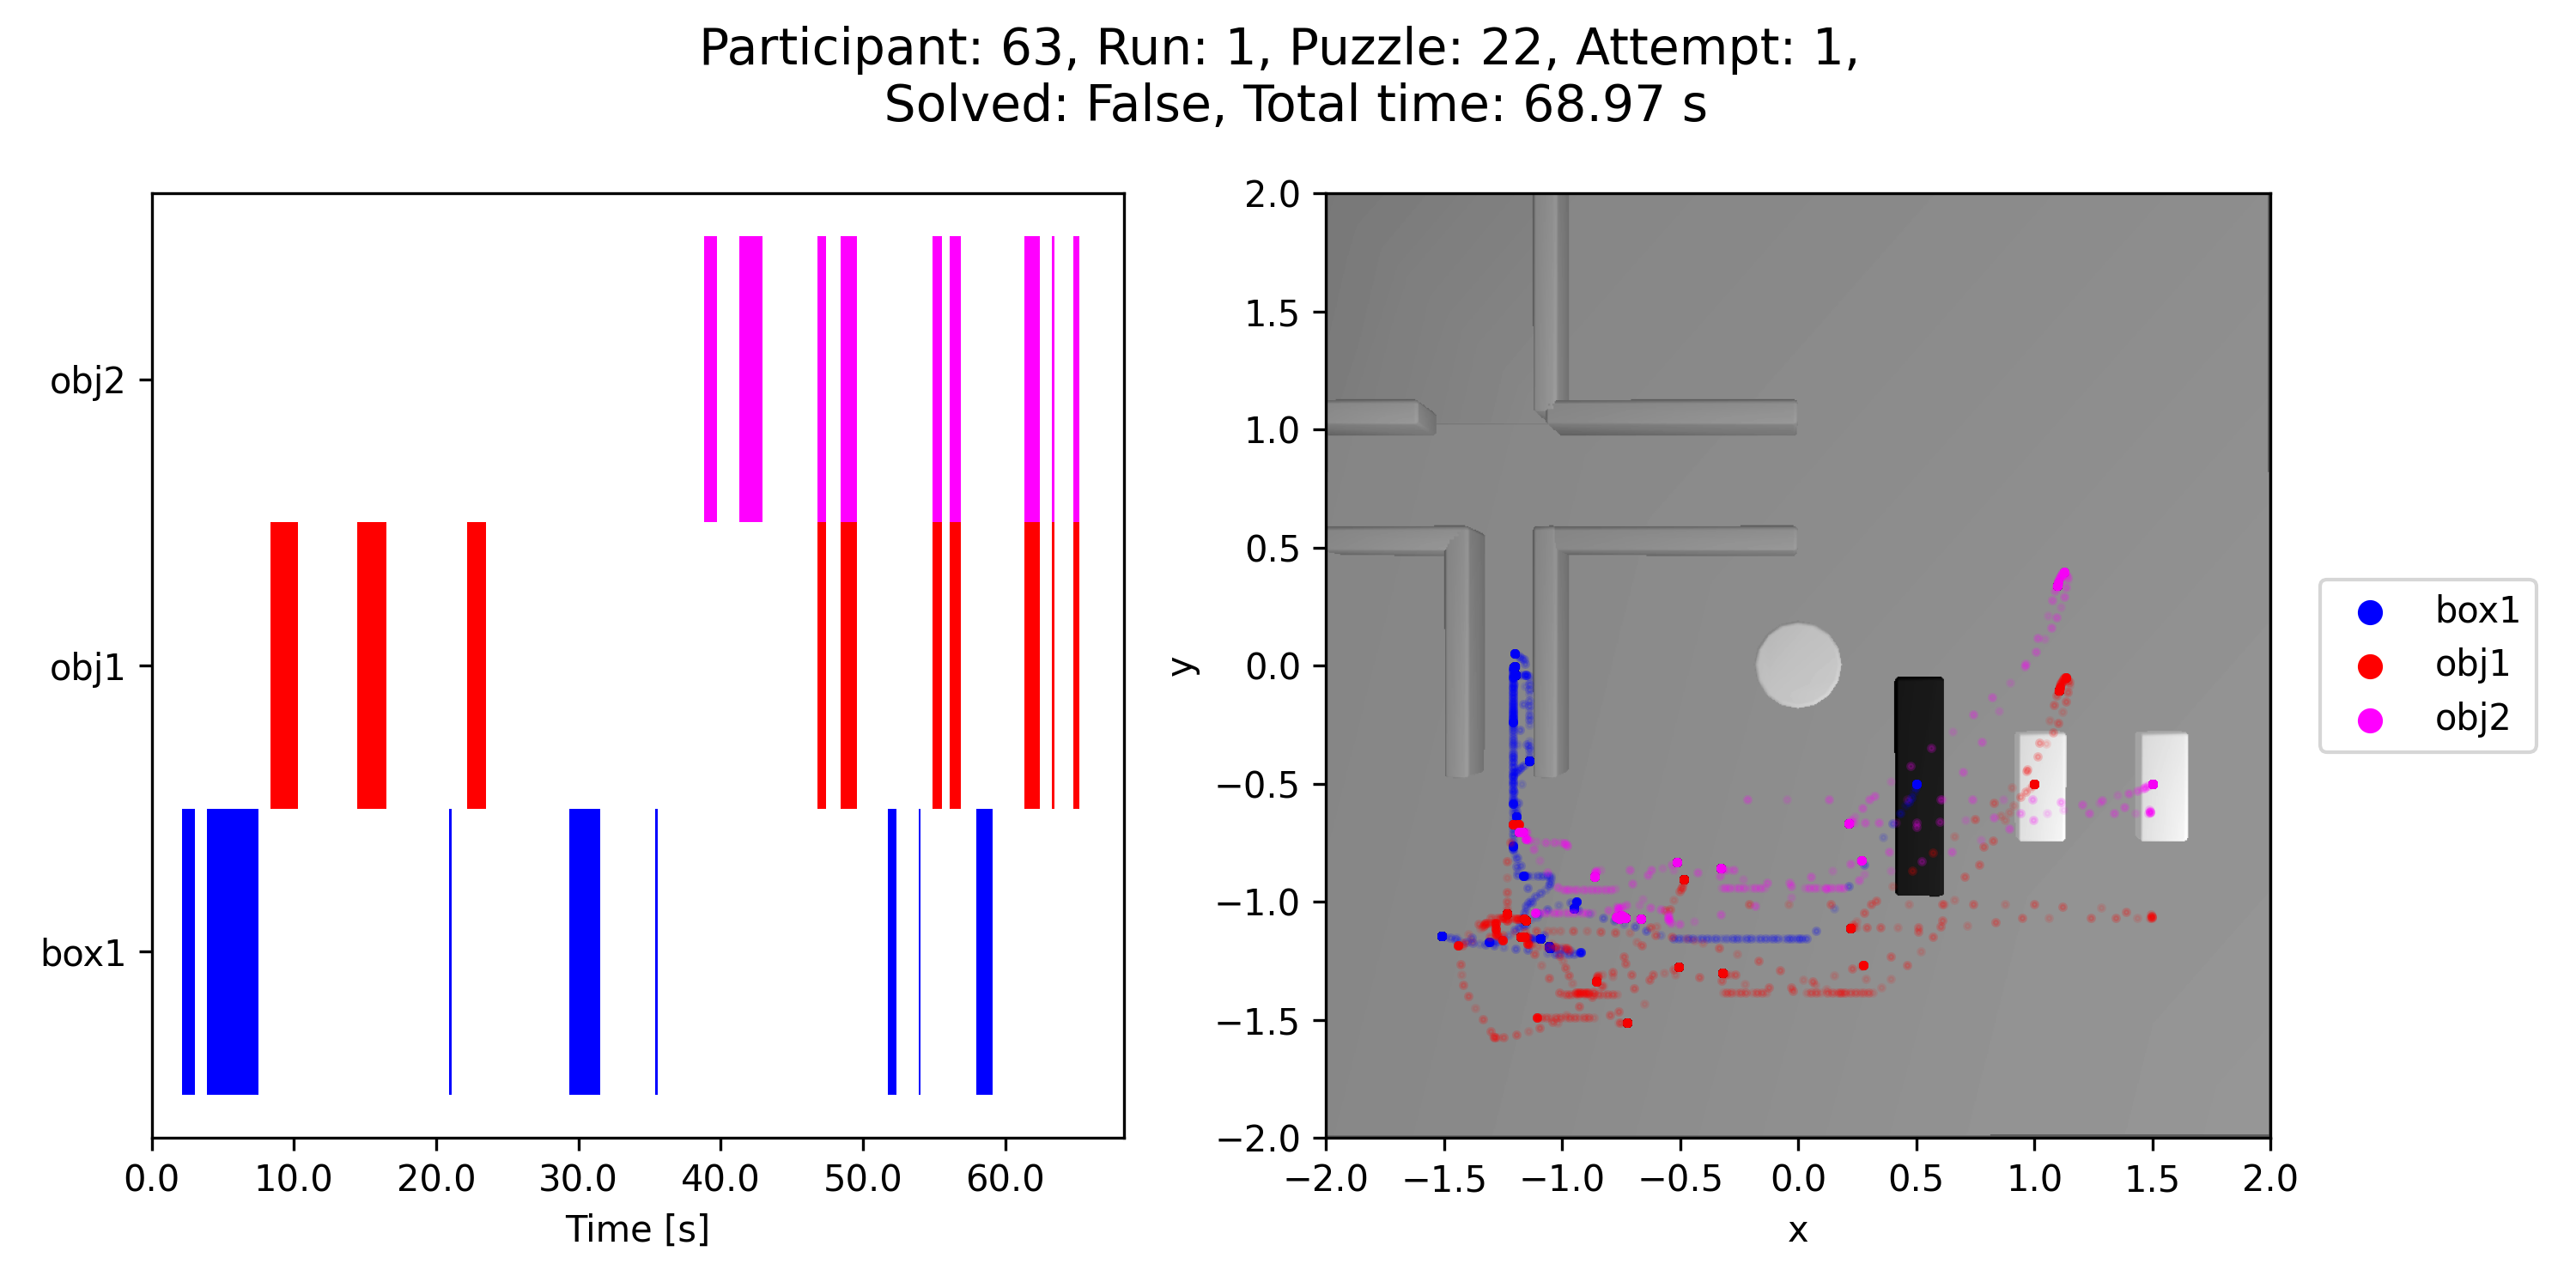 Participant: 63, Run: 1, Puzzle: 22, Attempt: 1,
Solved: False, Total time: 68.97 s
obj2
obj1
box1
0.0 10.0 20.0 30.0 40.0 50.0 60.0
Time [s]
2.0
1.5
1.0
0.5
0.0
−0.5
−1.0
−1.5
−2.0
y
−2.0 −1.5 −1.0 −0.5 0.0 0.5 1.0 1.5 2.0
x
box1
obj1
obj2